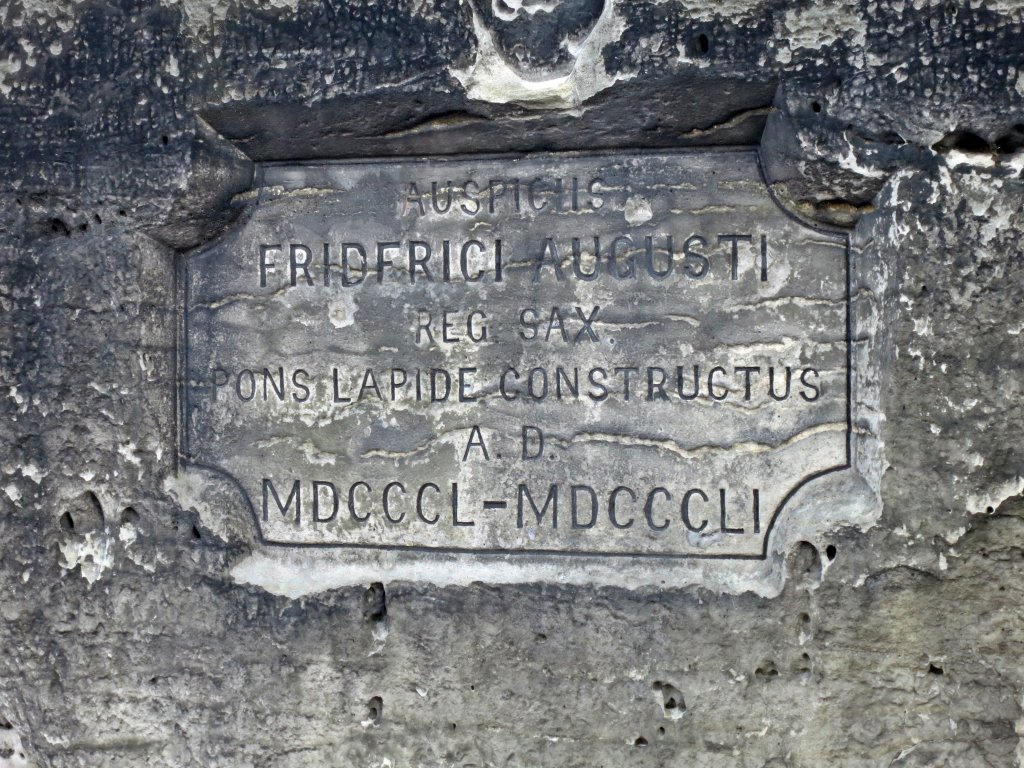 AUSPICIIS
FRIDERICI AUGUSTI
REG. SAX.
PONS LAPIDE CONSTRUCTUS
A. D.
MDCCCL-MDCCCLI